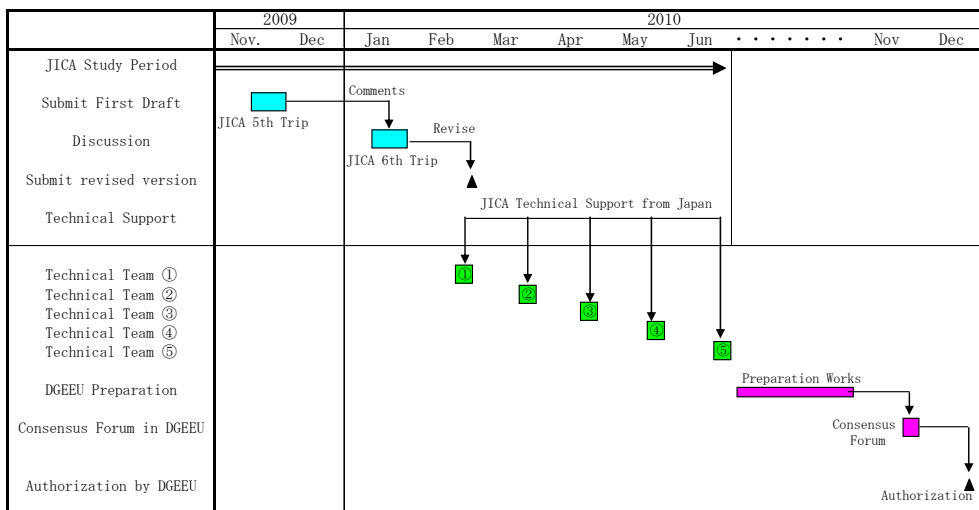 2009 2010
Nov. Dec Jan Feb Mar Apr May Jun ・・・・・・・ Nov Dec
JICA Study Period
Submit First Draft
Comments
JICA 5th Trip
Discussion
Revise
JICA 6th Trip
Submit revised version
Technical Support
JICA Technical Support from Japan
Technical Team ① ①
Technical Team ② ②
Technical Team ③ ③
Technical Team ④ ④
Technical Team ⑤ ⑤
DGEEU Preparation
Preparation Works
Consensus Forum in DGEEU
Consensus
Forum
Authorization by DGEEU
Authorization